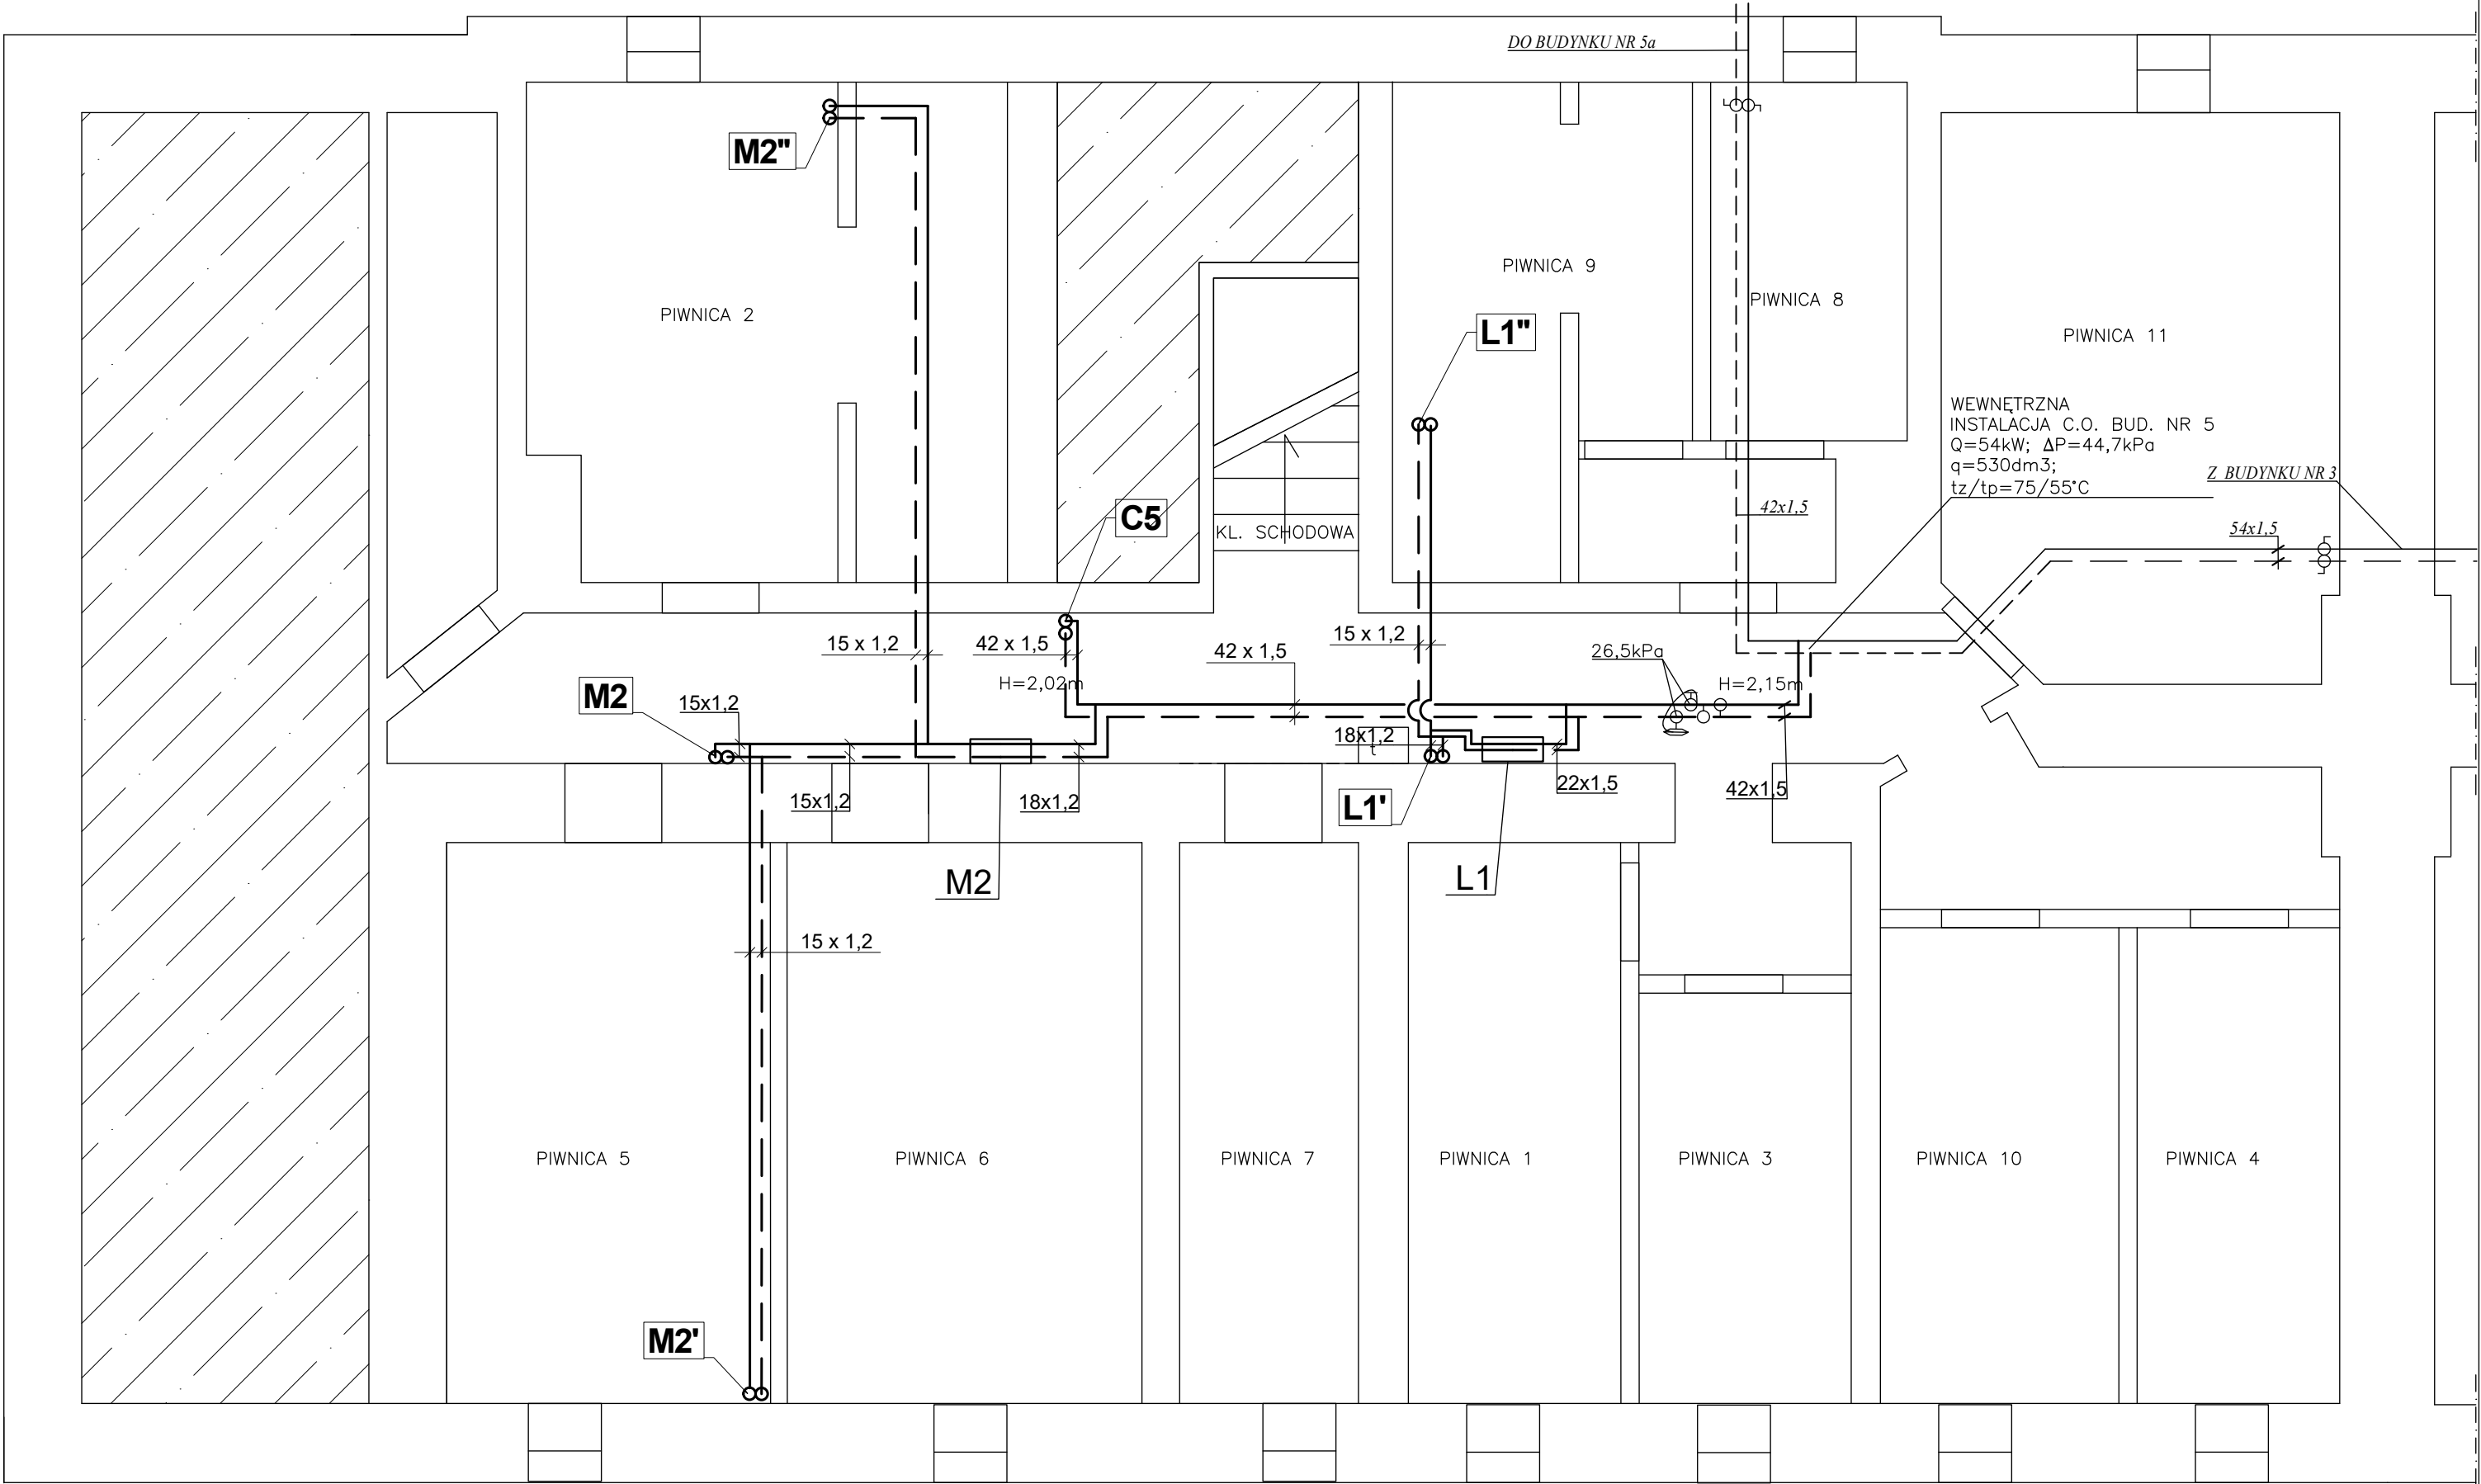 DO BUDYNKU NR 5a
M2"
PIWNICA 9
PIWNICA 8
PIWNICA 2
L1"
PIWNICA 11
WEWNĘTRZNA
INSTALACJA C.O. BUD. NR 5
Q=54kW; ΔP=44,7kPa
q=530dm3;
tz/tp=75/55°C
Z BUDYNKU NR 3
42x1,5
C5
KL. SCHODOWA
54x1,5
15 x 1,2
42 x 1,5
42 x 1,5
15 x 1,2
26,5kPa
H=2,02m
H=2,15m
M2
15x1,2
18x1,2
t
15x1,2
18x1,2
L1'
22x1,5
42x1,5
M2
L1
15 x 1,2
PIWNICA 5
PIWNICA 6
PIWNICA 7
PIWNICA 1
PIWNICA 3
PIWNICA 10
PIWNICA 4
M2'